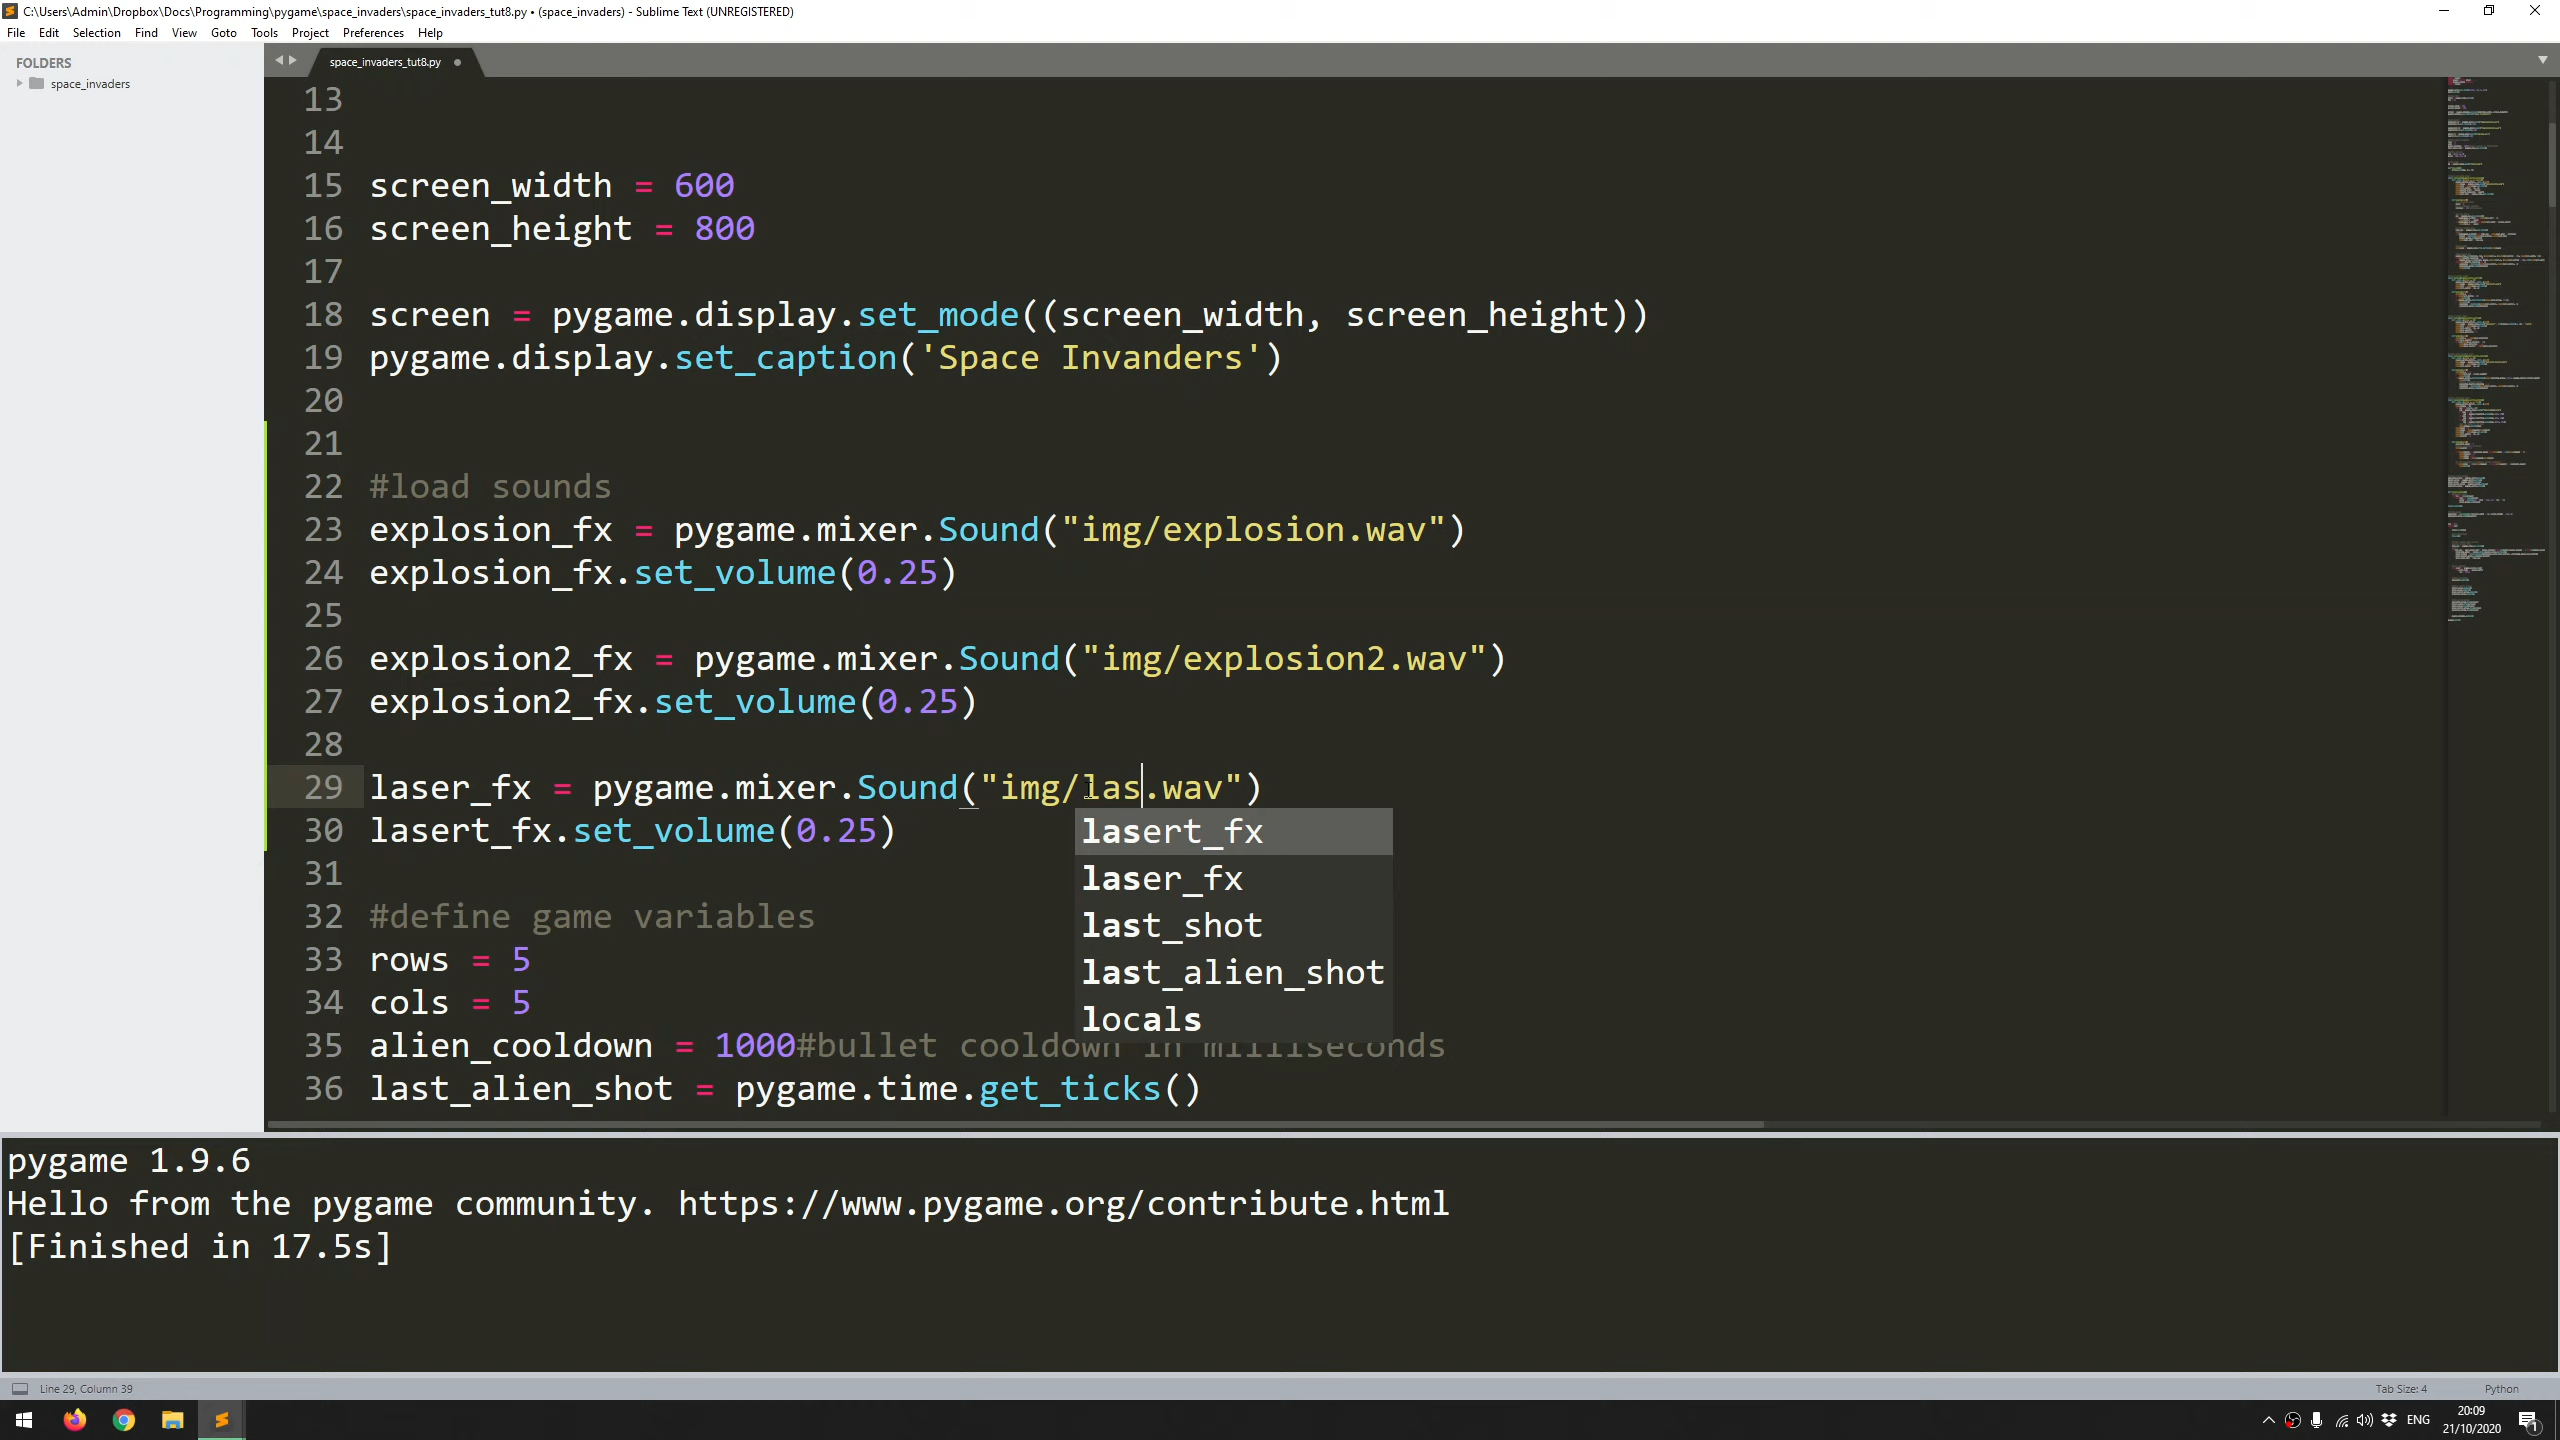 C:\Users\Admin\Dropbox\Docs\Programming\pygame\space_invaders\space_invaders_tut8.py • (space_invaders) - Sublime Text (UNREGISTERED)
File Edit Selection Find View Goto Tools Project Preferences Help
FOLDERS
space_invaders
space_invaders_tut8.py
13
14
15 screen_width = 600
16 screen_height = 800
17
18 screen = pygame.display.set_mode((screen_width, screen_height))
19 pygame.display.set_caption('Space Invanders')
20
21
22 #load sounds
23 explosion_fx = pygame.mixer.Sound("img/explosion.wav")
24 explosion_fx.set_volume(0.25)
25
26 explosion2_fx = pygame.mixer.Sound("img/explosion2.wav")
27 explosion2_fx.set_volume(0.25)
28
29 laser_fx = pygame.mixer.Sound("img/las.wav")
30 lasert_fx.set_volume(0.25)
31
32 #define game variables
33 rows = 5
34 cols = 5
35 alien_cooldown = 1000#bullet cooldown in milliseconds
36 last_alien_shot = pygame.time.get_ticks()
lasert_fx
laser_fx
last_shot
last_alien_shot
locals
pygame 1.9.6
Hello from the pygame community. https://www.pygame.org/contribute.html
[Finished in 17.5s]
Line 29, Column 39
Tab Size: 4
Python
ENG
20:09
21/10/2020
1